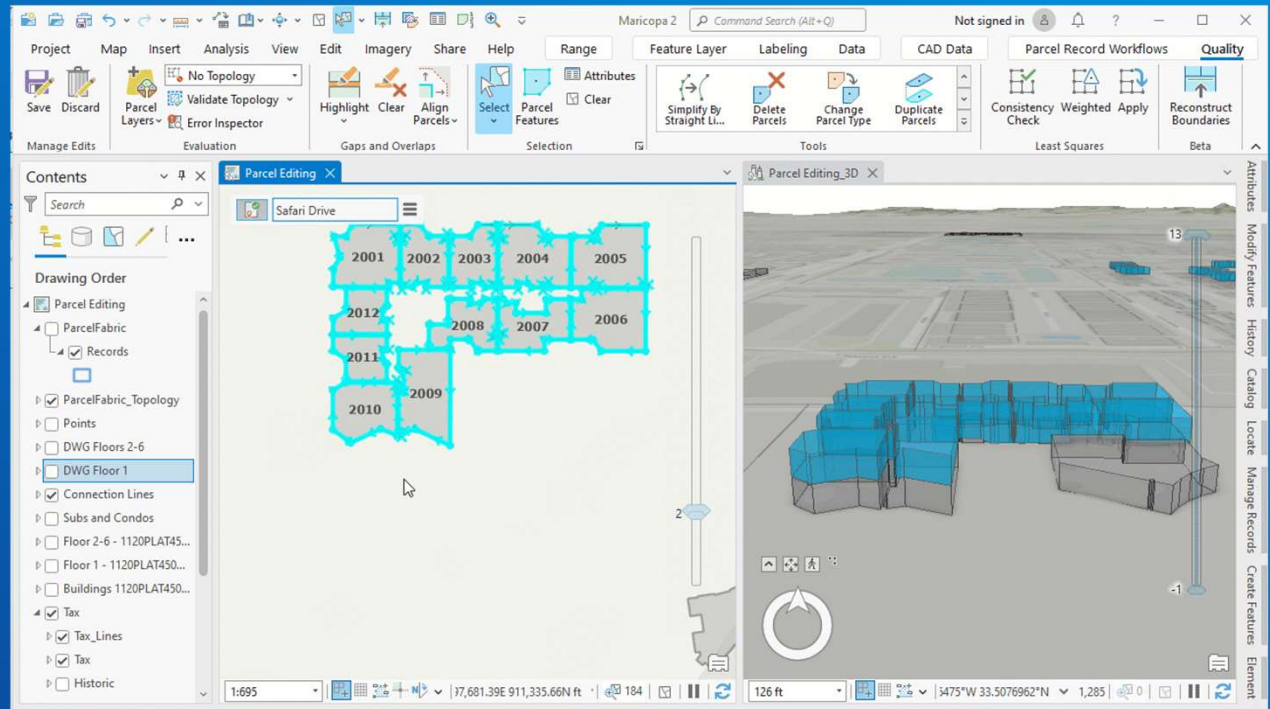 Maricopa 2
Command Search (Alt+Q)
Not signed in
?
Project Map Insert Analysis View Edit Imagery Share Help Range Feature Layer Labeling Data CAD Data Parcel Record Workflows Quality
Save Discard
Manage Edits
Parcel Layers
No Topology
Validate Topology
Error Inspector
Evaluation
Highlight Clear Align Parcels
Gaps and Overlaps
Select Parcel Features
Attributes
Clear
Selection
Simplify By Straight Li...
Delete Parcels
Change Parcel Type
Duplicate Parcels
Tools
Consistency Check
Weighted
Apply
Least Squares
Reconstruct Boundaries
Beta
Contents
Search
...
Drawing Order
Parcel Editing
ParcelFabric
Records
ParcelFabric_Topology
Points
DWG Floors 2-6
DWG Floor 1
Connection Lines
Subs and Condos
Floor 2-6 - 1120PLAT45...
Floor 1 - 1120PLAT450...
Buildings 1120PLAT450...
Tax
Tax_Lines
Tax
Historic
Parcel Editing
Safari Drive
2001 2002 2003 2004 2005
2012 2008 2007 2006
2011
2009
2010
2
1:695
37,681.39E 911,335.66N ft
184
Parcel Editing_3D
13
-1
126 ft
5475°W 33.5076962°N
1,285
0
Attributes
Modify Features
History
Catalog
Locate
Manage Records
Create Features
Element